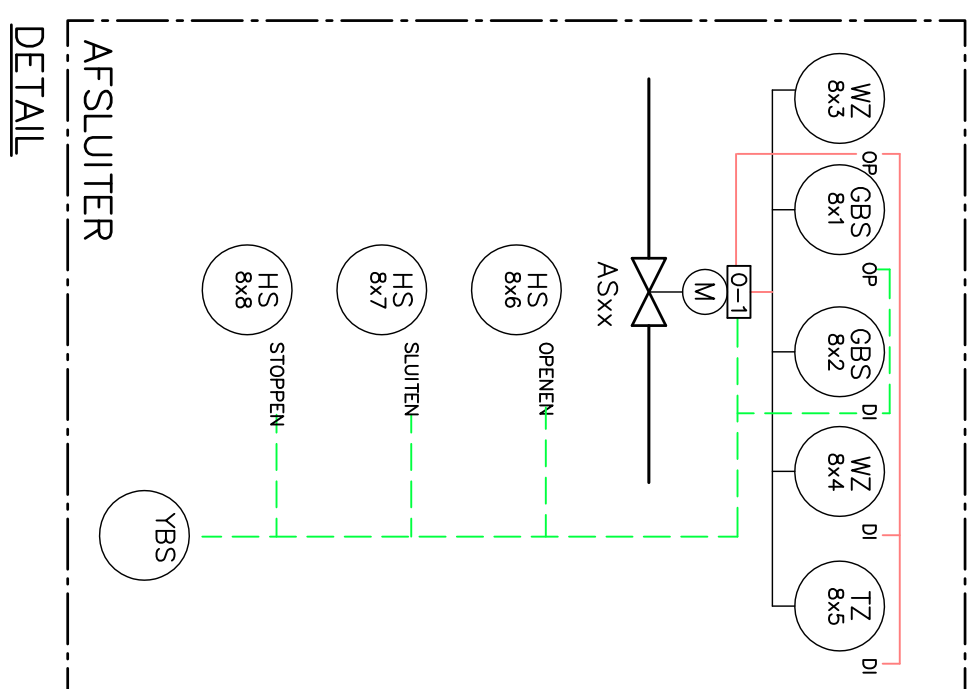 DETAIL
AFSLUITER
WZ
8x3
OP
GBS
8x1
OP
GBS
8x2
DI
WZ
8x4
DI
TZ
8x5
DI
0-1
M
ASxx
HS
8x6
OPENEN
HS
8x7
SLUITEN
HS
8x8
STOPPEN
YBS